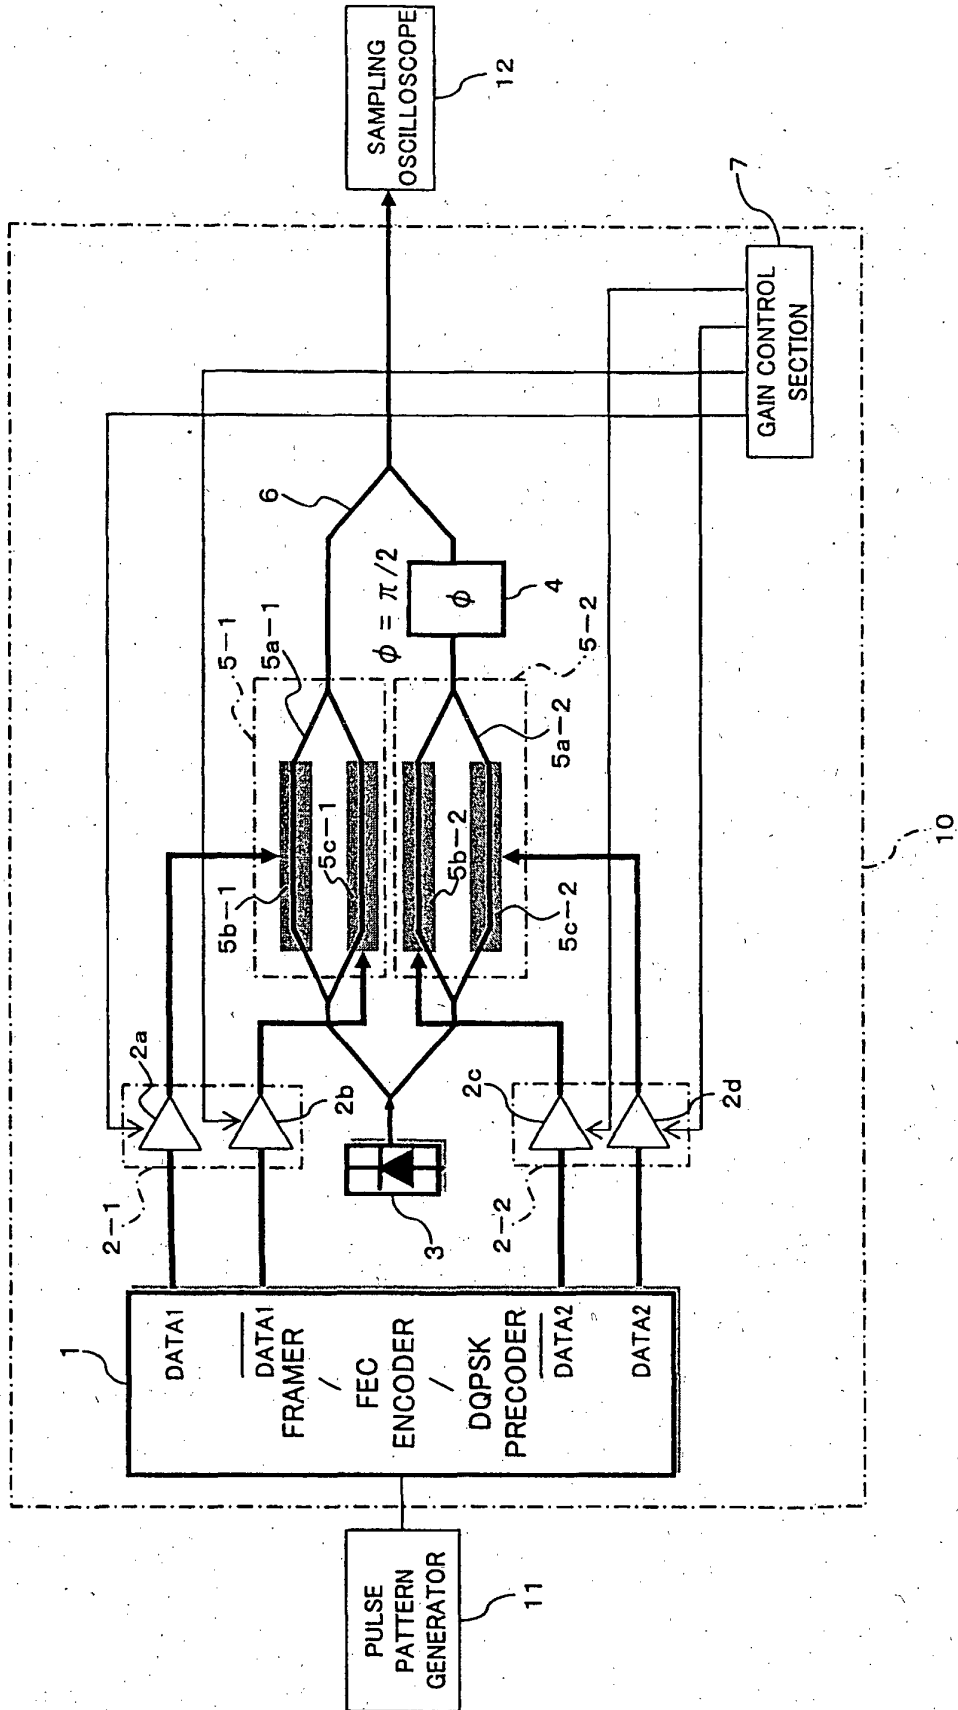 PULSE
PATTERN
GENERATOR
11
1
DATA1
DATA1
FRAMER
/
FEC
ENCODER
/
DQPSK
PRECODER
DATA2
DATA2
2-1
2a
2b
3
2-2
2c
2d
5-1
5a-1
5b-1
5c-1
5b-2
5c-2
5a-2
5-2
φ = π/2
φ
4
6
GAIN CONTROL
SECTION
7
10
SAMPLING
OSCILLOSCOPE
12